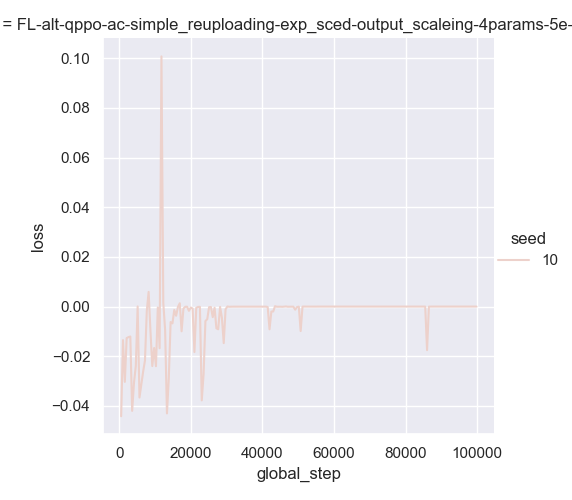 = FL-alt-qppo-ac-simple_reuploading-exp_sced-output_scaleing-4params-5e-
0.10
0.08
0.06
0.04
0.02
0.00
−0.02
−0.04
loss
0 20000 40000 60000 80000 100000
global_step
seed
10